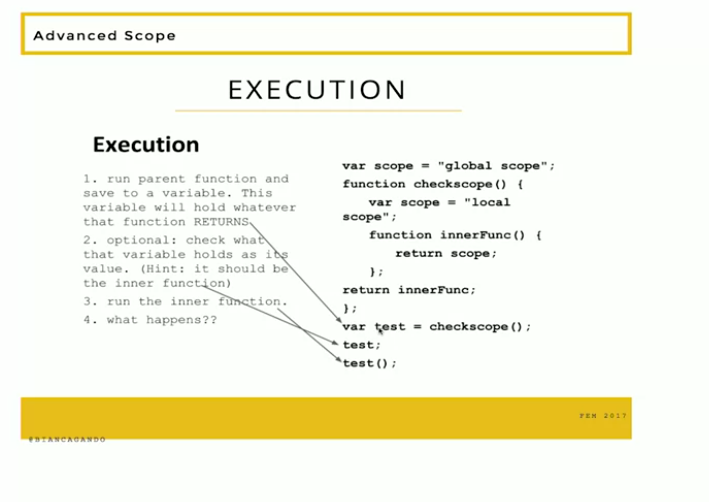 Advanced Scope
EXECUTION
Execution
1. run parent function and
save to a variable. This
variable will hold whatever
that function RETURNS
2. optional: check what
that variable holds as its
value. (Hint: it should be
the inner function)
3. run the inner function.
4. what happens??
var scope = "global scope";
function checkscope() {
var scope = "local
scope";
function innerFunc() {
return scope;
};
return innerFunc;
};
var test = checkscope();
test;
test();
FEM 2017
@BIANCAGANDO